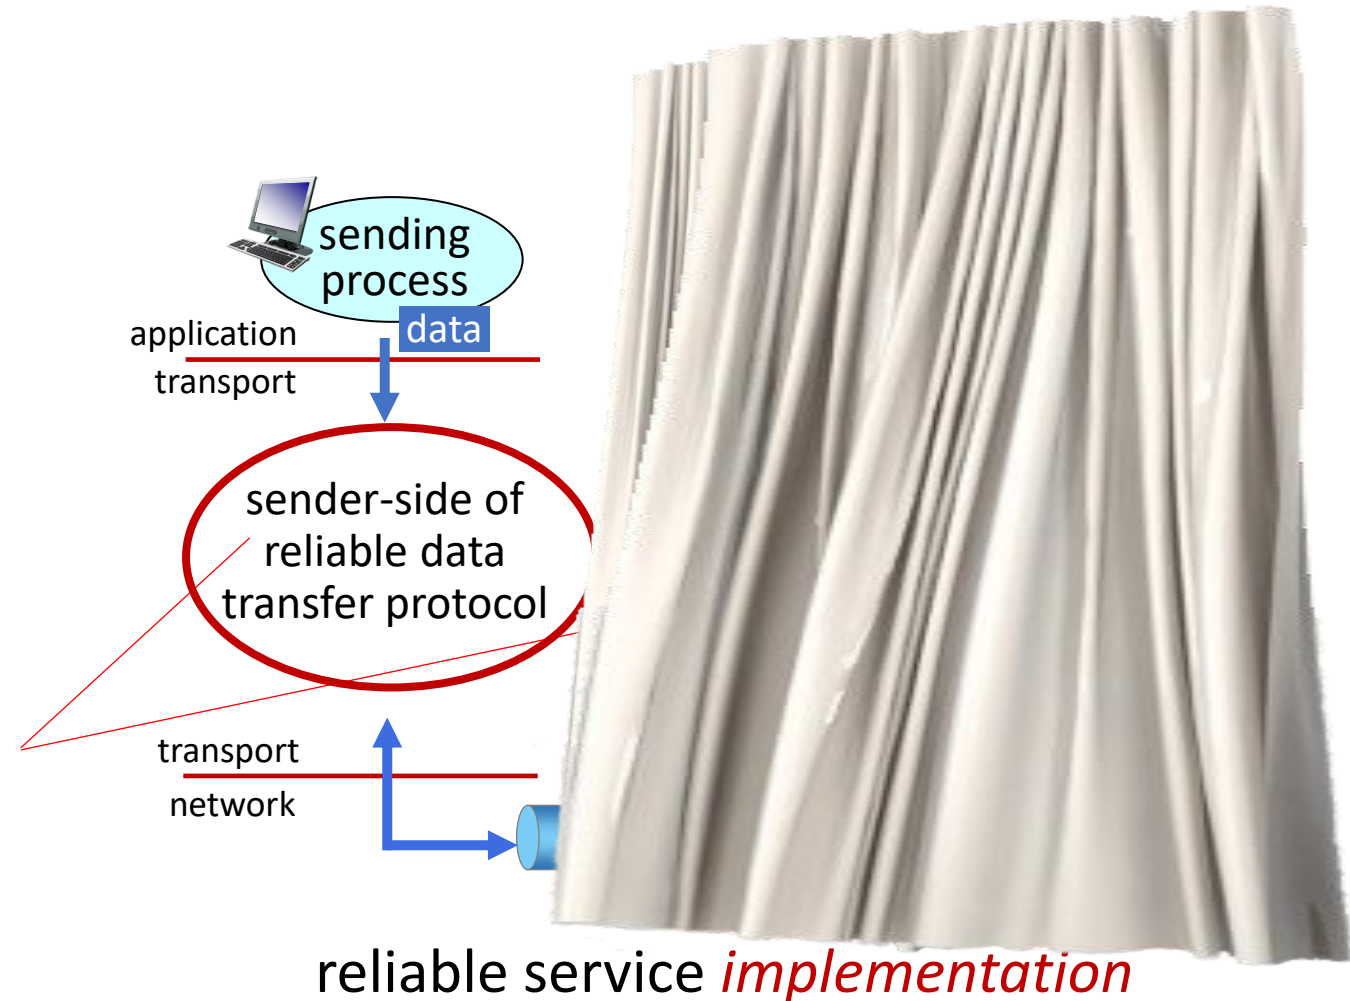 sending
process
data
application
transport
sender-side of
reliable data
transfer protocol
transport
network
reliable service implementation